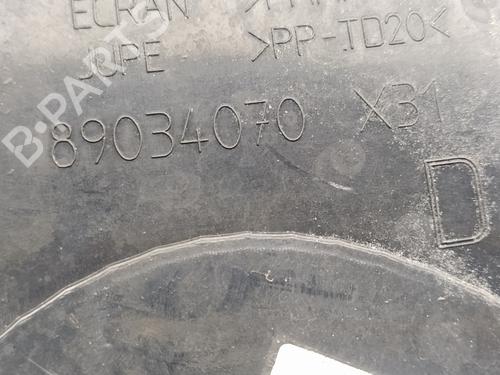 ECRAN
JUPE >PP-TD20<
89034070 X31
D
B-PARTS